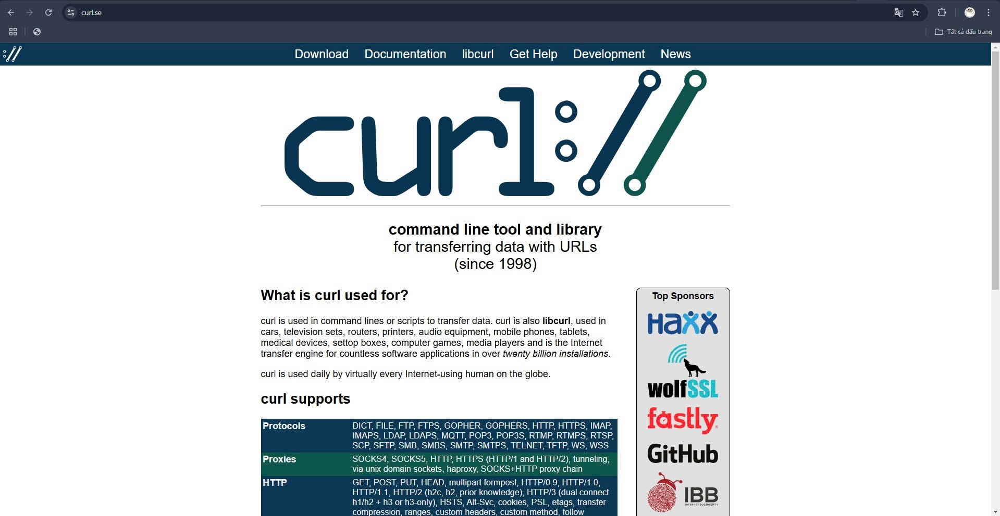 curl.se
Tất cả dấu trang
Download Documentation libcurl Get Help Development News
curl://
command line tool and library
for transferring data with URLs
(since 1998)
What is curl used for?
curl is used in command lines or scripts to transfer data. curl is also libcurl, used in
cars, television sets, routers, printers, audio equipment, mobile phones, tablets,
medical devices, settop boxes, computer games, media players and is the Internet
transfer engine for countless software applications in over twenty billion installations.
curl is used daily by virtually every Internet-using human on the globe.
curl supports
Protocols DICT, FILE, FTP, FTPS, GOPHER, GOPHERS, HTTP, HTTPS, IMAP,
IMAPS, LDAP, LDAPS, MQTT, POP3, POP3S, RTMP, RTMPS, RTSP,
SCP, SFTP, SMB, SMBS, SMTP, SMTPS, TELNET, TFTP, WS, WSS
Proxies SOCKS4, SOCKS5, HTTP, HTTPS (HTTP/1 and HTTP/2), tunneling,
via unix domain sockets, haproxy, SOCKS+HTTP proxy chain
HTTP GET, POST, PUT, HEAD, multipart formpost, HTTP/0.9, HTTP/1.0,
HTTP/1.1, HTTP/2 (h2c, h2, prior knowledge), HTTP/3 (dual connect
h1/h2 + h3 or h3-only), HSTS, Alt-Svc, cookies, PSL, etags, transfer
compression, ranges, custom headers, custom method, follow
Top Sponsors
Haxx
wolfSSL
fastly®
GitHub
IBB
INTERNET BUG BOUNTY